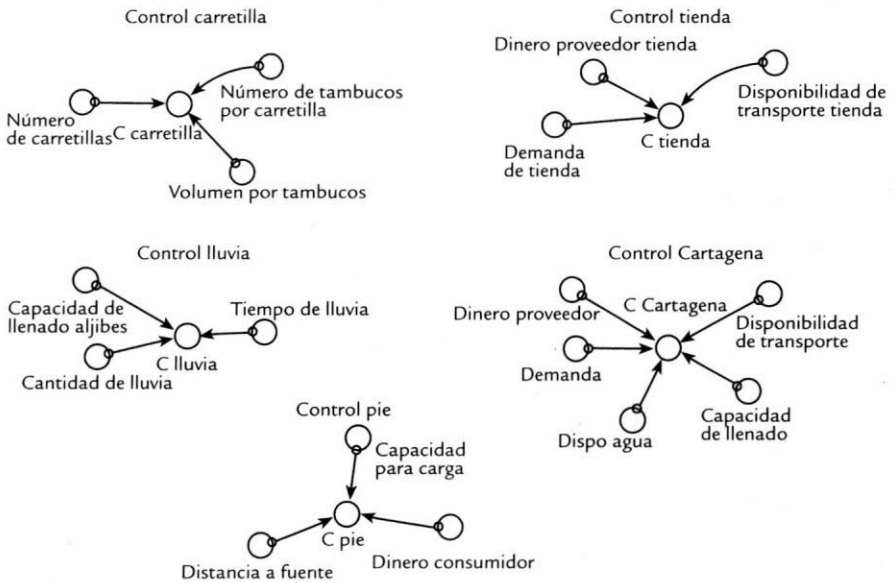 Control carretilla
Número de tambucos
por carretilla
Número
de carretillas
C carretilla
Volumen por tambucos
Control tienda
Dinero proveedor tienda
Disponibilidad de
transporte tienda
Demanda
de tienda
C tienda
Control lluvia
Capacidad de
llenado aljibes
Tiempo de lluvia
C lluvia
Cantidad de lluvia
Control Cartagena
Dinero proveedor
C Cartagena
Disponibilidad
de transporte
Demanda
Dispo agua
Capacidad
de llenado
Control pie
Capacidad
para carga
C pie
Distancia a fuente
Dinero consumidor